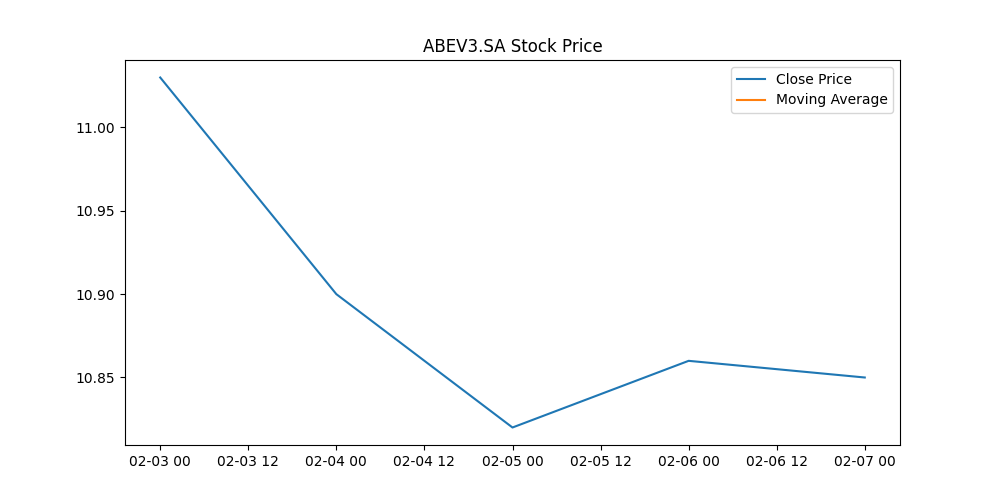 ABEV3.SA Stock Price
Close Price
Moving Average
11.00
10.95
10.90
10.85
02-03 00 02-03 12 02-04 00 02-04 12 02-05 00 02-05 12 02-06 00 02-06 12 02-07 00